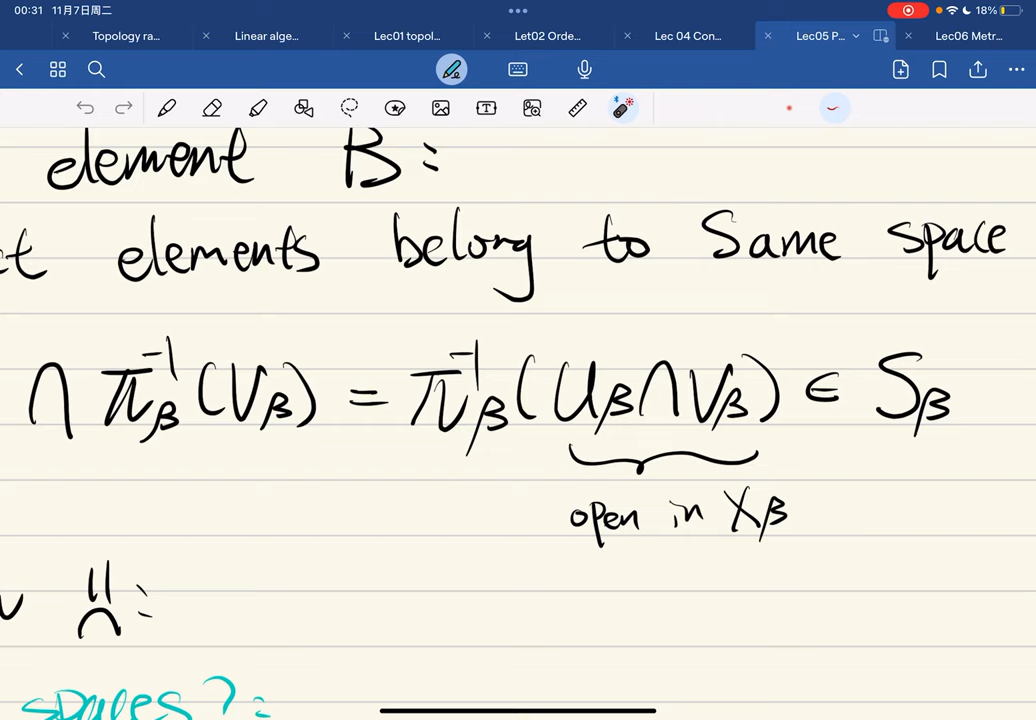 00:31 11月7日周二
18%
Topology ra... Linear alge... Lec01 topol... Let02 Orde... Lec 04 Con... Lec05 P... Lec06 Metr...
element B:
elements belong to Same space
∩ π_β^{-1}(V_β) = π_β^{-1}(U_β∩V_β) ∈ S_β
open in X_β
spaces?: